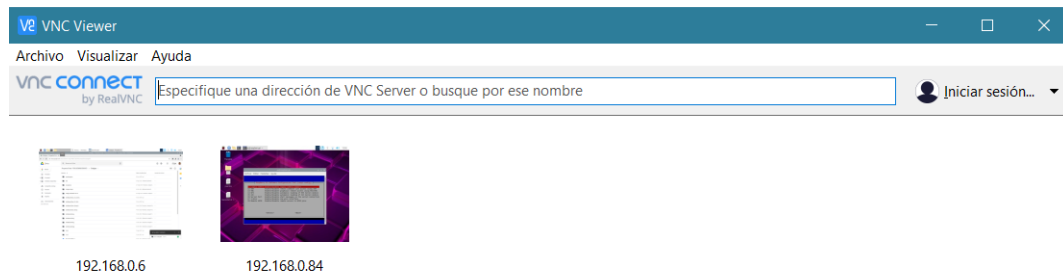 VNC Viewer
Archivo Visualizar Ayuda
vnc connect
by RealVNC
Especifique una dirección de VNC Server o busque por ese nombre
Iniciar sesión...
192.168.0.6
192.168.0.84